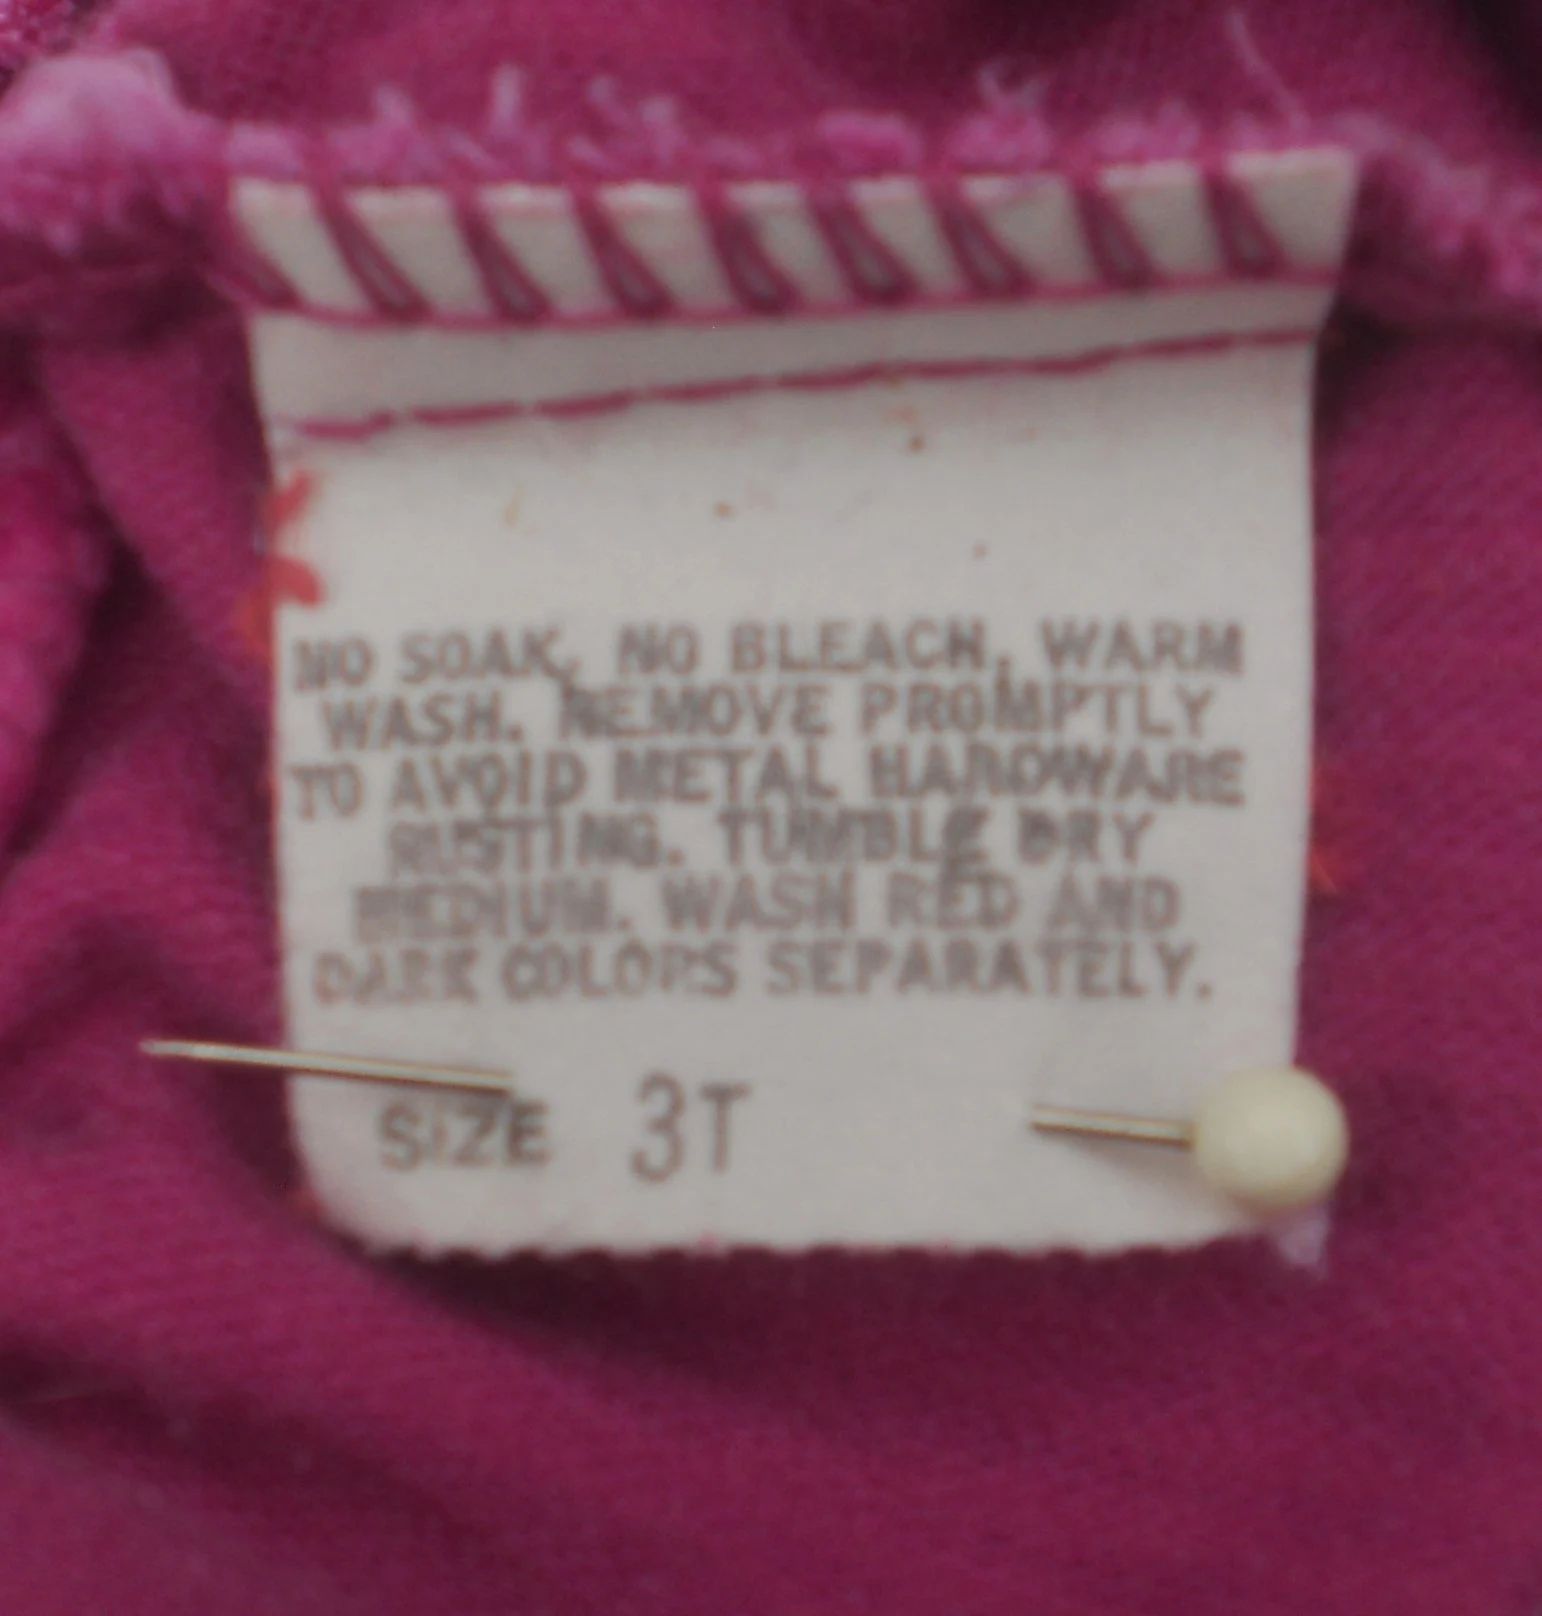 NO SOAK, NO BLEACH, WARM
WASH. REMOVE PROMPTLY
TO AVOID METAL HARDWARE
RUSTING. TUMBLE DRY
MEDIUM. WASH RED AND
DARK COLORS SEPARATELY.
SIZE 3T